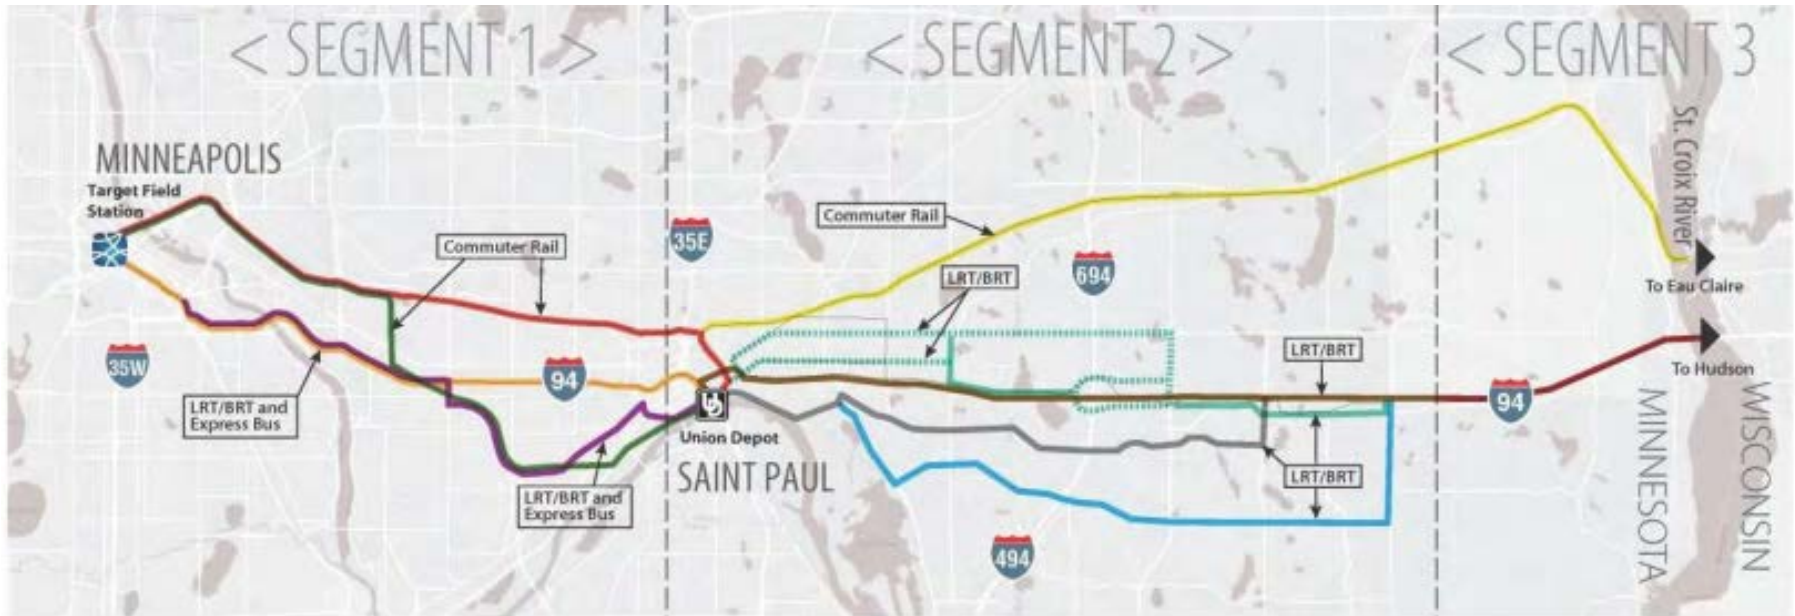 < SEGMENT 1 >
< SEGMENT 2 >
< SEGMENT 3
MINNEAPOLIS
Target Field
Station
Commuter Rail
35W
LRT/BRT and
Express Bus
94
LRT/BRT and
Express Bus
35E
Union Depot
SAINT PAUL
Commuter Rail
LRT/BRT
694
LRT/BRT
LRT/BRT
494
94
St. Croix River
To Eau Claire
To Hudson
MINNESOTA
WISCONSIN